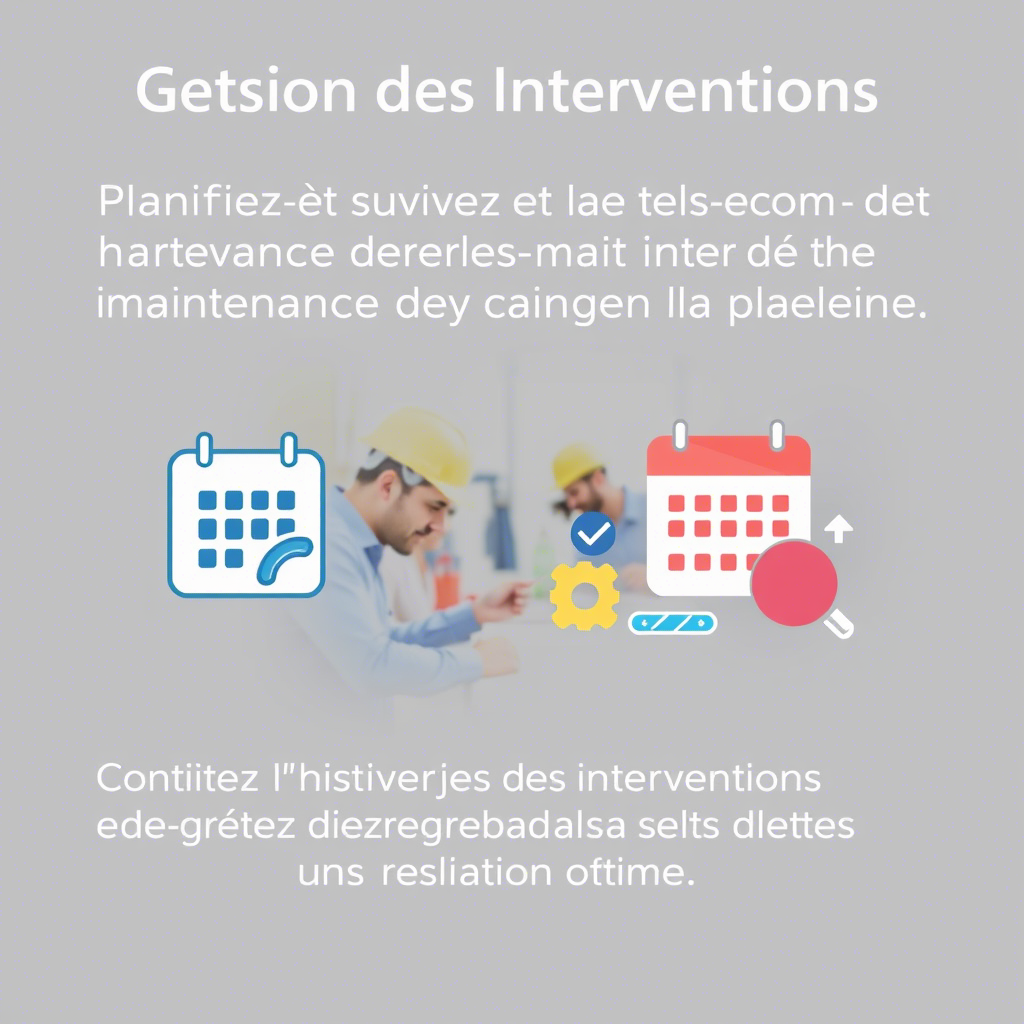 Getsion des Interventions
Planifiez-èt suvivez et lae tels-ecom- det
hartevance dererles-mait inter dé the
imaintenance dey caingen lla plaeleine.
Contiitez l"histiverjes des interventions
ede-grétez diezregrebadalsa selts dlettes
uns resliation oftime.